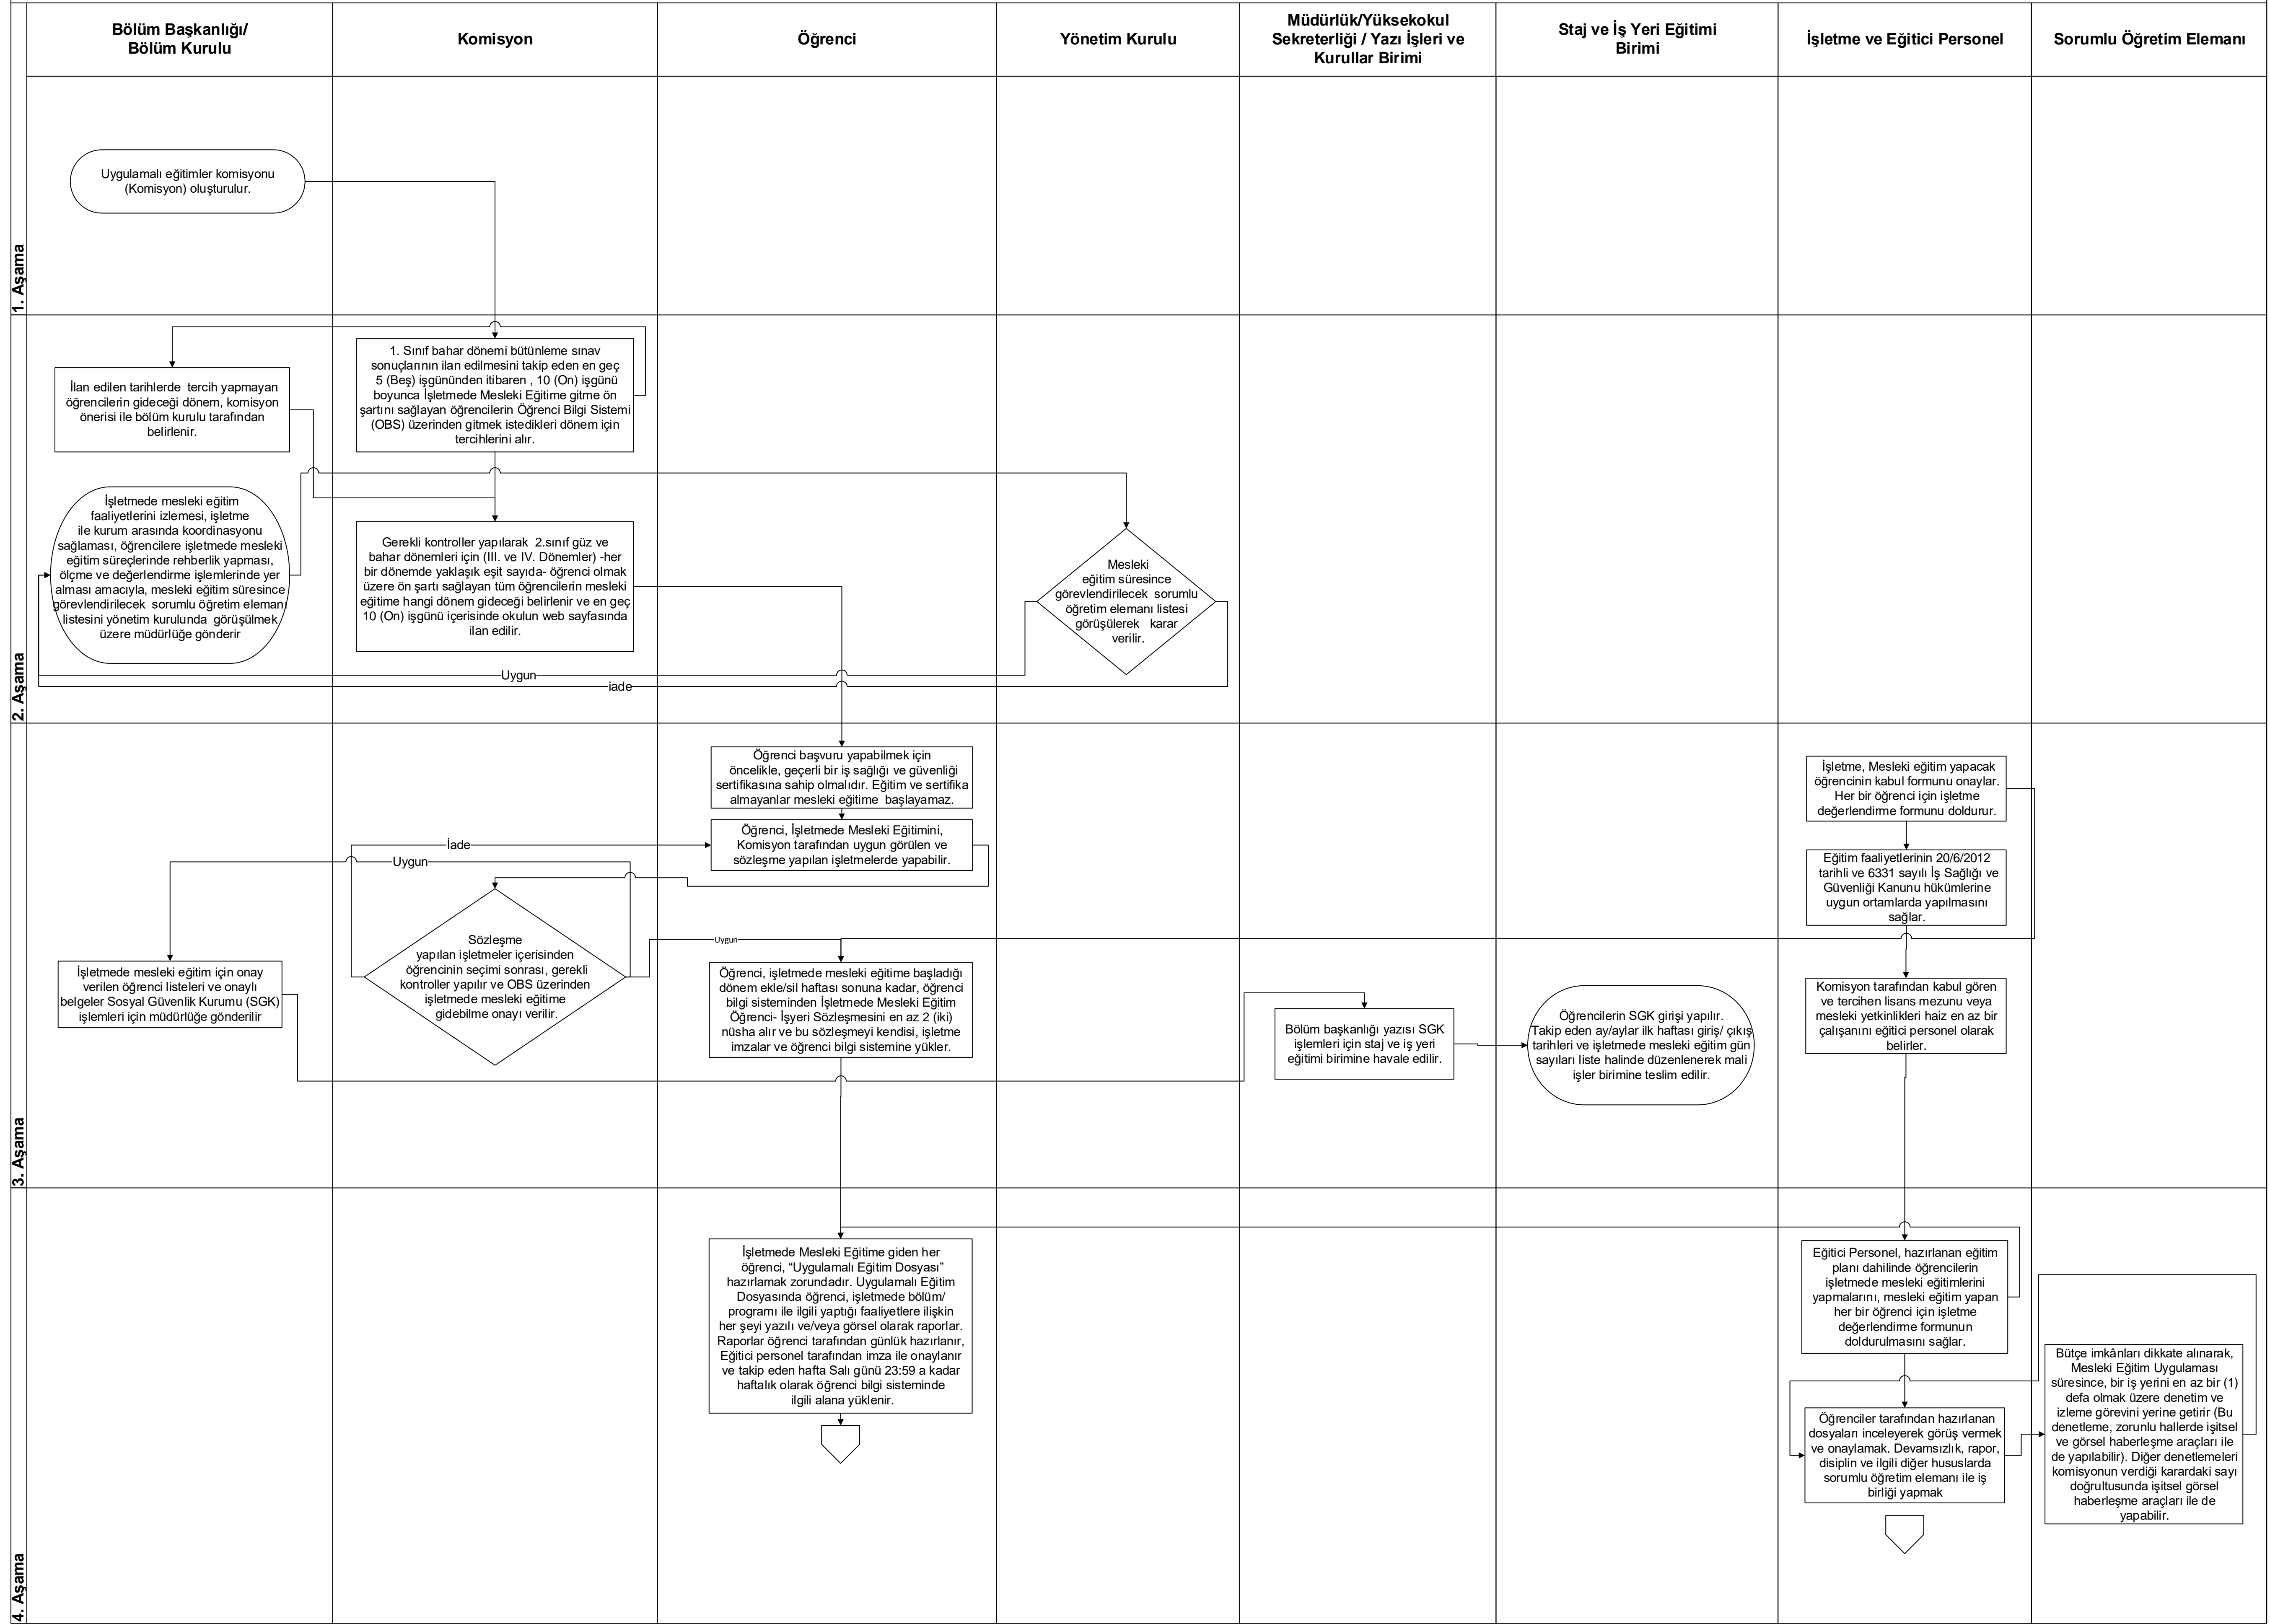 Bölüm Başkanlığı/
Bölüm Kurulu
Komisyon
Öğrenci
Yönetim Kurulu
Müdürlük/Yüksekokul
Sekreterliği / Yazı İşleri ve
Kurullar Birimi
Staj ve İş Yeri Eğitimi
Birimi
İşletme ve Eğitici Personel
Sorumlu Öğretim Elemanı
1. Aşama
Uygulamalı eğitimler komisyonu
(Komisyon) oluşturulur.
2. Aşama
İlan edilen tarihlerde tercih yapmayan
öğrencilerin gideceği dönem, komisyon
önerisi ile bölüm kurulu tarafından
belirlenir.
1. Sınıf bahar dönemi bütünleme sınav
sonuçlarının ilan edilmesini takip eden en geç
5 (Beş) işgününden itibaren , 10 (On) işgünü
boyunca İşletmede Mesleki Eğitime gitme ön
şartını sağlayan öğrencilerin Öğrenci Bilgi Sistemi
(OBS) üzerinden gitmek istedikleri dönem için
tercihlerini alır.
İşletmede mesleki eğitim
faaliyetlerini izlemesi, işletme
ile kurum arasında koordinasyonu
sağlaması, öğrencilere işletmede mesleki
eğitim süreçlerinde rehberlik yapması,
ölçme ve değerlendirme işlemlerinde yer
alması amacıyla, mesleki eğitim süresince
görevlendirilecek sorumlu öğretim elemanı
listesini yönetim kurulunda görüşülmek
üzere müdürlüğe gönderir
Gerekli kontroller yapılarak 2.sınıf güz ve
bahar dönemleri için (III. ve IV. Dönemler) -her
bir dönemde yaklaşık eşit sayıda- öğrenci olmak
üzere ön şartı sağlayan tüm öğrencilerin mesleki
eğitime hangi dönem gideceği belirlenir ve en geç
10 (On) işgünü içerisinde okulun web sayfasında
ilan edilir.
Mesleki
eğitim süresince
görevlendirilecek sorumlu
öğretim elemanı listesi
görüşülerek karar
verilir.
Uygun
iade
3. Aşama
Öğrenci başvuru yapabilmek için
öncelikle, geçerli bir iş sağlığı ve güvenliği
sertifikasına sahip olmalıdır. Eğitim ve sertifika
almayanlar mesleki eğitime başlayamaz.
Öğrenci, İşletmede Mesleki Eğitimini,
Komisyon tarafından uygun görülen ve
sözleşme yapılan işletmelerde yapabilir.
İade
Uygun
Sözleşme
yapılan işletmeler içerisinden
öğrencinin seçimi sonrası, gerekli
kontroller yapılır ve OBS üzerinden
işletmede mesleki eğitime
gidebilme onayı verilir.
Uygun
İşletmede mesleki eğitim için onay
verilen öğrenci listeleri ve onaylı
belgeler Sosyal Güvenlik Kurumu (SGK)
işlemleri için müdürlüğe gönderilir
Öğrenci, işletmede mesleki eğitime başladığı
dönem ekle/sil haftası sonuna kadar, öğrenci
bilgi sisteminden İşletmede Mesleki Eğitim
Öğrenci- İşyeri Sözleşmesini en az 2 (iki)
nüsha alır ve bu sözleşmeyi kendisi, işletme
imzalar ve öğrenci bilgi sistemine yükler.
Bölüm başkanlığı yazısı SGK
işlemleri için staj ve iş yeri
eğitimi birimine havale edilir.
Öğrencilerin SGK girişi yapılır.
Takip eden ay/aylar ilk haftası giriş/ çıkış
tarihleri ve işletmede mesleki eğitim gün
sayıları liste halinde düzenlenerek mali
işler birimine teslim edilir.
İşletme, Mesleki eğitim yapacak
öğrencinin kabul formunu onaylar.
Her bir öğrenci için işletme
değerlendirme formunu doldurur.
Eğitim faaliyetlerinin 20/6/2012
tarihli ve 6331 sayılı İş Sağlığı ve
Güvenliği Kanunu hükümlerine
uygun ortamlarda yapılmasını
sağlar.
Komisyon tarafından kabul gören
ve tercihen lisans mezunu veya
mesleki yetkinlikleri haiz en az bir
çalışanını eğitici personel olarak
belirler.
4. Aşama
İşletmede Mesleki Eğitime giden her
öğrenci, “Uygulamalı Eğitim Dosyası”
hazırlamak zorundadır. Uygulamalı Eğitim
Dosyasında öğrenci, işletmede bölüm/
programı ile ilgili yaptığı faaliyetlere ilişkin
her şeyi yazılı ve/veya görsel olarak raporlar.
Raporlar öğrenci tarafından günlük hazırlanır,
Eğitici personel tarafından imza ile onaylanır
ve takip eden hafta Salı günü 23:59 a kadar
haftalık olarak öğrenci bilgi sisteminde
ilgili alana yüklenir.
Eğitici Personel, hazırlanan eğitim
planı dahilinde öğrencilerin
işletmede mesleki eğitimlerini
yapmalarını, mesleki eğitim yapan
her bir öğrenci için işletme
değerlendirme formunun
doldurulmasını sağlar.
Öğrenciler tarafından hazırlanan
dosyaları inceleyerek görüş vermek
ve onaylamak. Devamsızlık, rapor,
disiplin ve ilgili diğer hususlarda
sorumlu öğretim elemanı ile iş
birliği yapmak
Bütçe imkânları dikkate alınarak,
Mesleki Eğitim Uygulaması
süresince, bir iş yerini en az bir (1)
defa olmak üzere denetim ve
izleme görevini yerine getirir (Bu
denetleme, zorunlu hallerde işitsel
ve görsel haberleşme araçları ile
de yapılabilir). Diğer denetlemeleri
komisyonun verdiği karardaki sayı
doğrultusunda işitsel görsel
haberleşme araçları ile de
yapabilir.